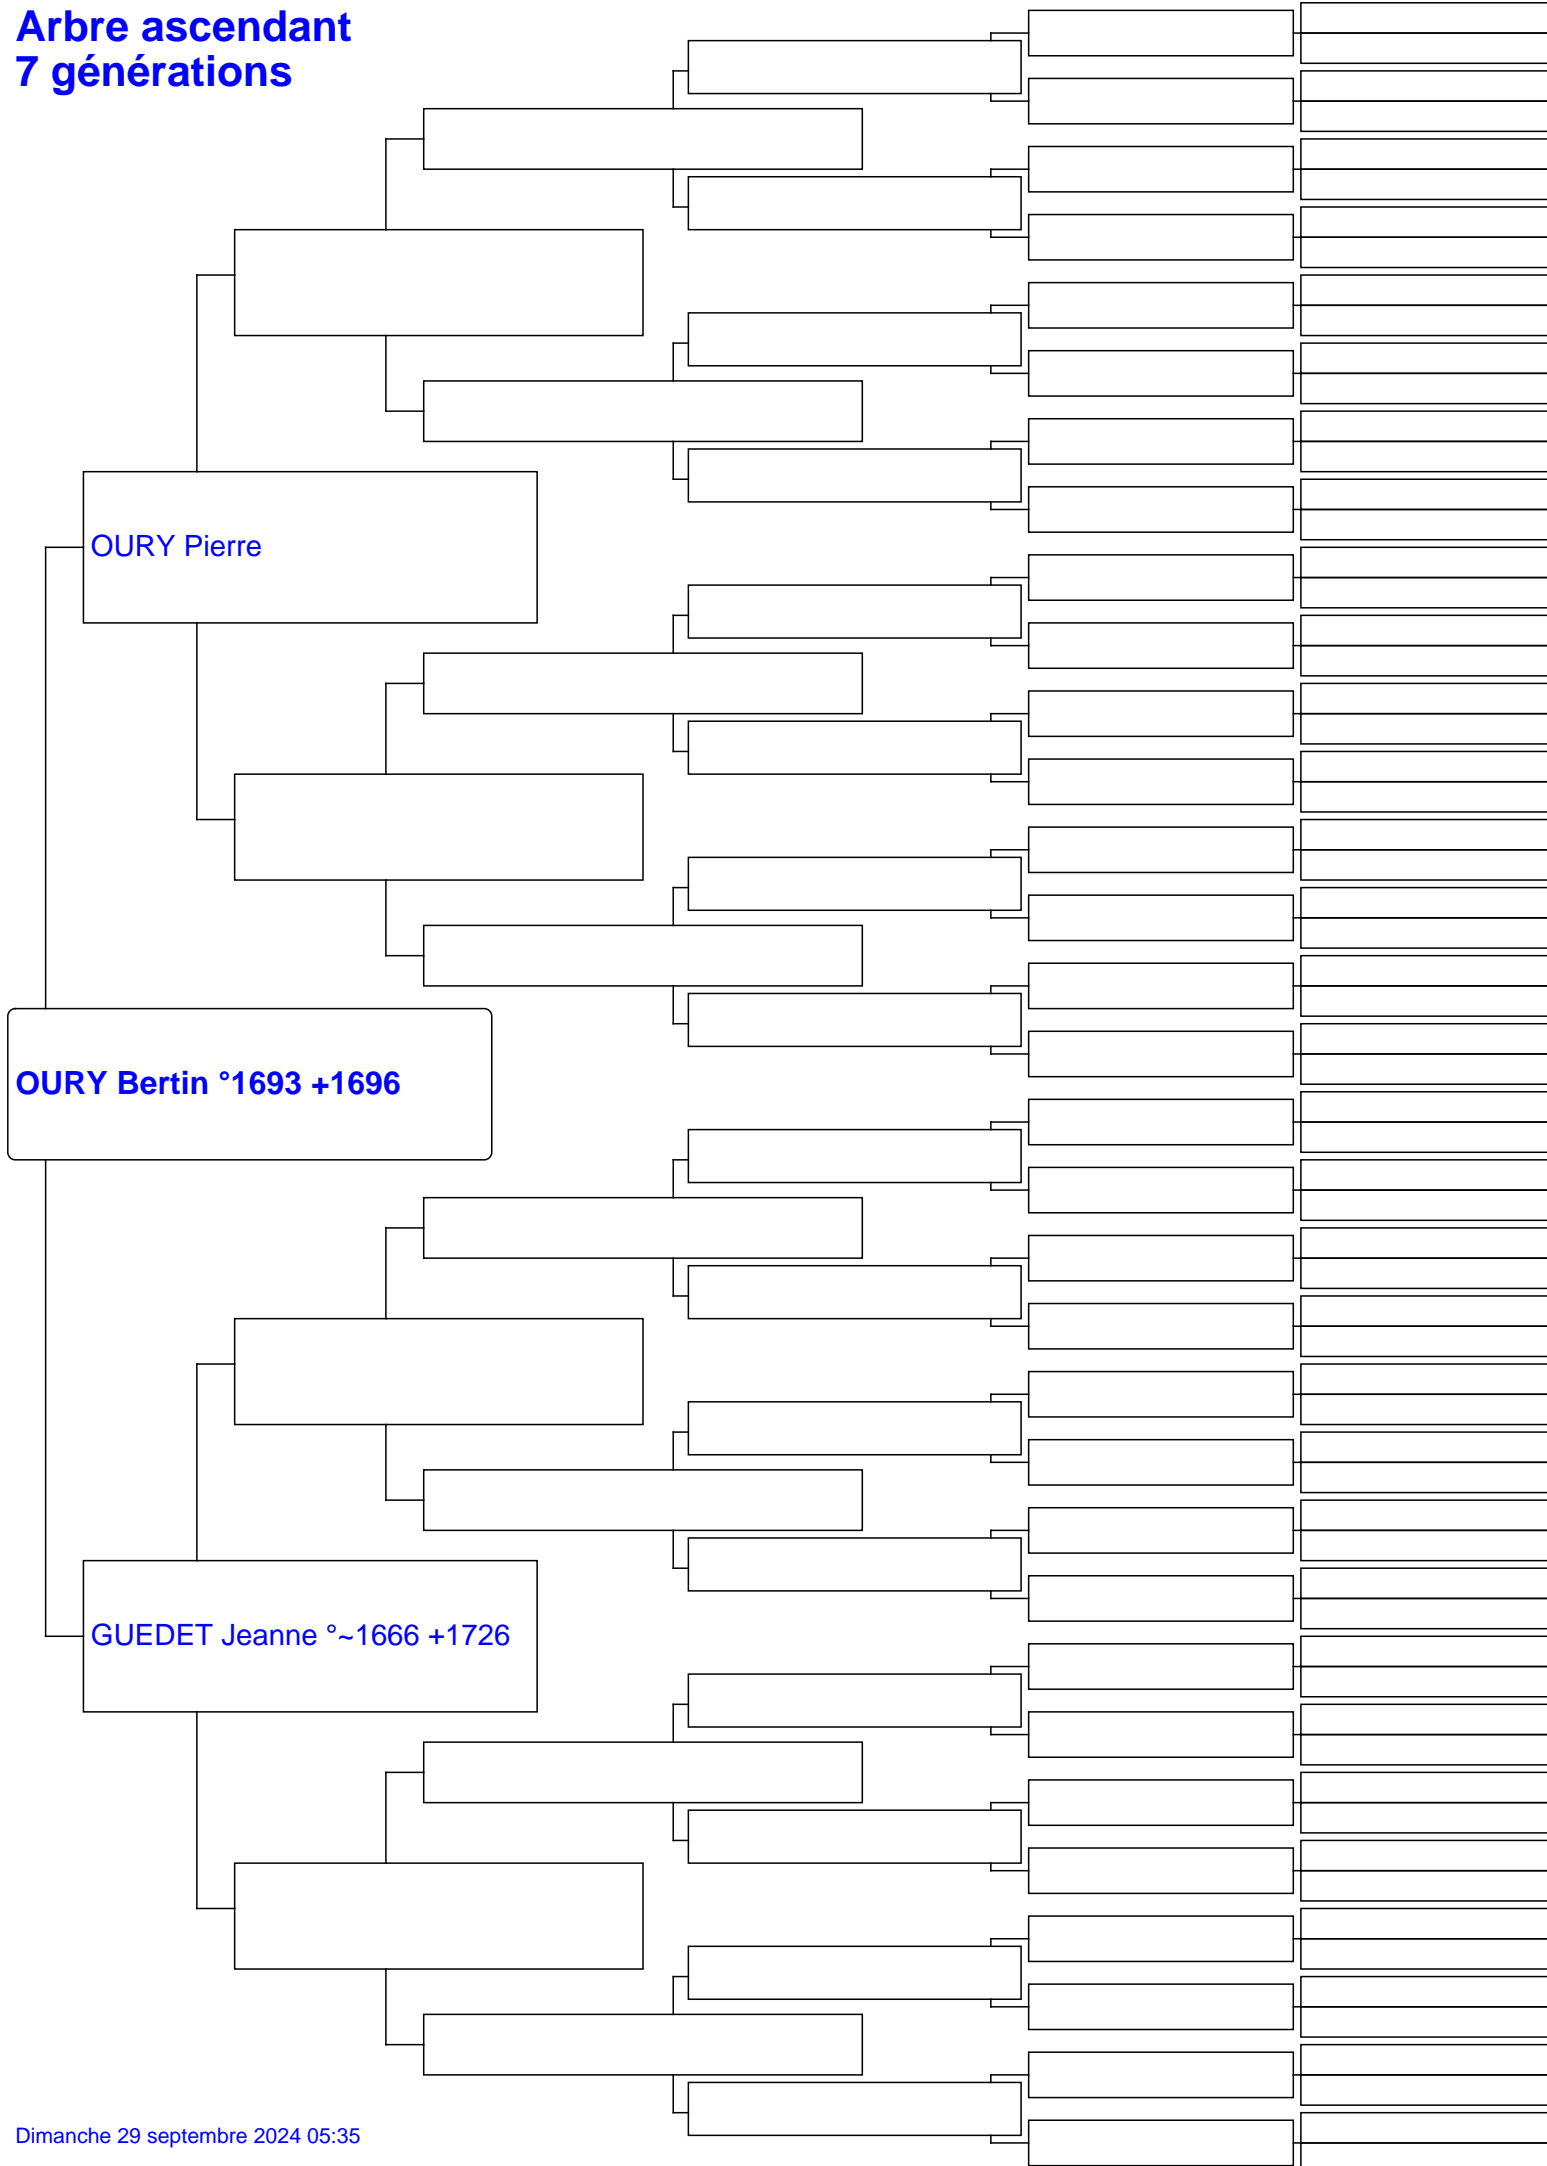 Arbre ascendant
7 générations
OURY Pierre
OURY Bertin °1693 +1696
GUEDET Jeanne °~1666 +1726
Dimanche 29 septembre 2024 05:35